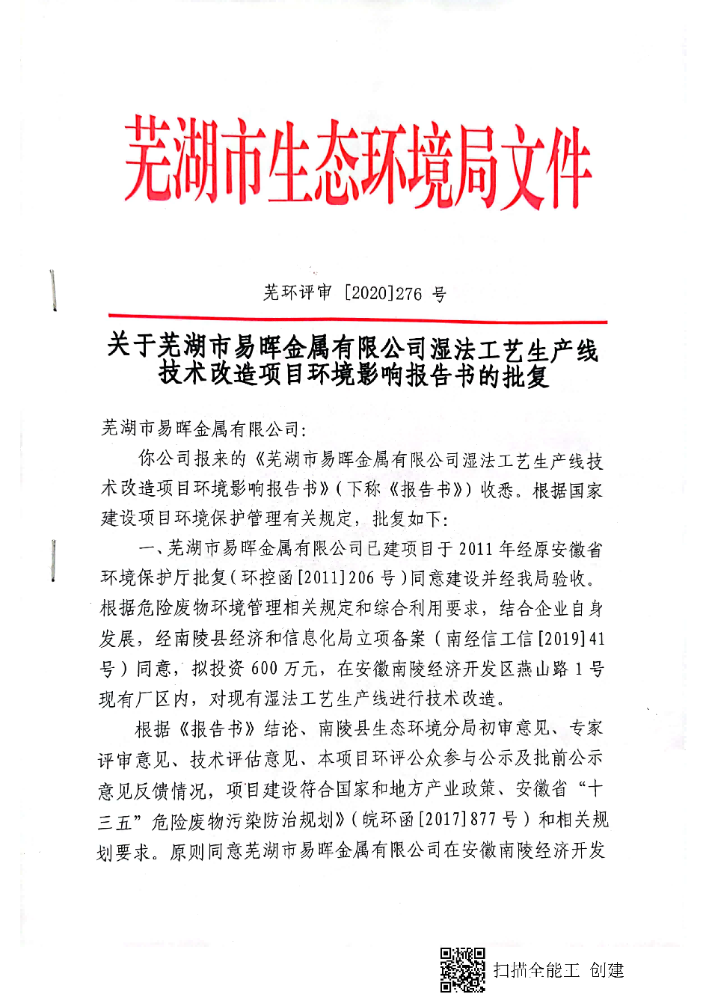 芜湖市生态环境局文件
芜环评审 [2020]276 号
关于芜湖市易晖金属有限公司湿法工艺生产线
技术改造项目环境影响报告书的批复
芜湖市易晖金属有限公司：
你公司报来的《芜湖市易晖金属有限公司湿法工艺生产线技
术改造项目环境影响报告书》（下称《报告书》）收悉。根据国家
建设项目环境保护管理有关规定，批复如下：
一、芜湖市易晖金属有限公司已建项目于 2011 年经原安徽省
环境保护厅批复（环控函[2011]206 号）同意建设并经我局验收。
根据危险废物环境管理相关规定和综合利用要求，结合企业自身
发展，经南陵县经济和信息化局立项备案（南经信工信[2019]41
号）同意，拟投资 600 万元，在安徽南陵经济开发区燕山路 1 号
现有厂区内，对现有湿法工艺生产线进行技术改造。
根据《报告书》结论、南陵县生态环境分局初审意见、专家
评审意见、技术评估意见、本项目环评公众参与公示及批前公示
意见反馈情况，项目建设符合国家和地方产业政策、安徽省“十
三五”危险废物污染防治规划》（皖环函[2017]877 号）和相关规
划要求。原则同意芜湖市易晖金属有限公司在安徽南陵经济开发
扫描全能王 创建